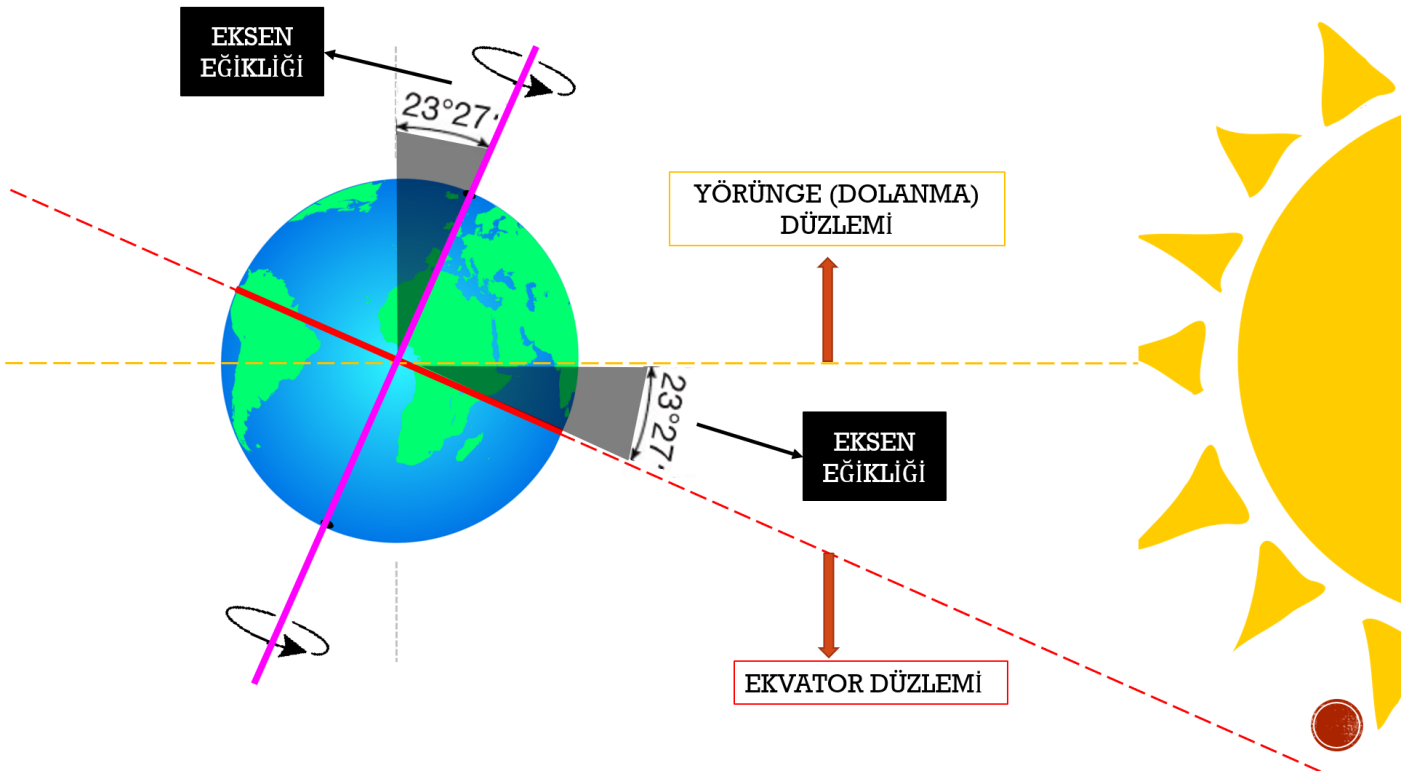 EKSEN
EĞİKLİĞİ
23°27'
YÖRÜNGE (DOLANMA)
DÜZLEMİ
23°27'
EKSEN
EĞİKLİĞİ
EKVATOR DÜZLEMİ